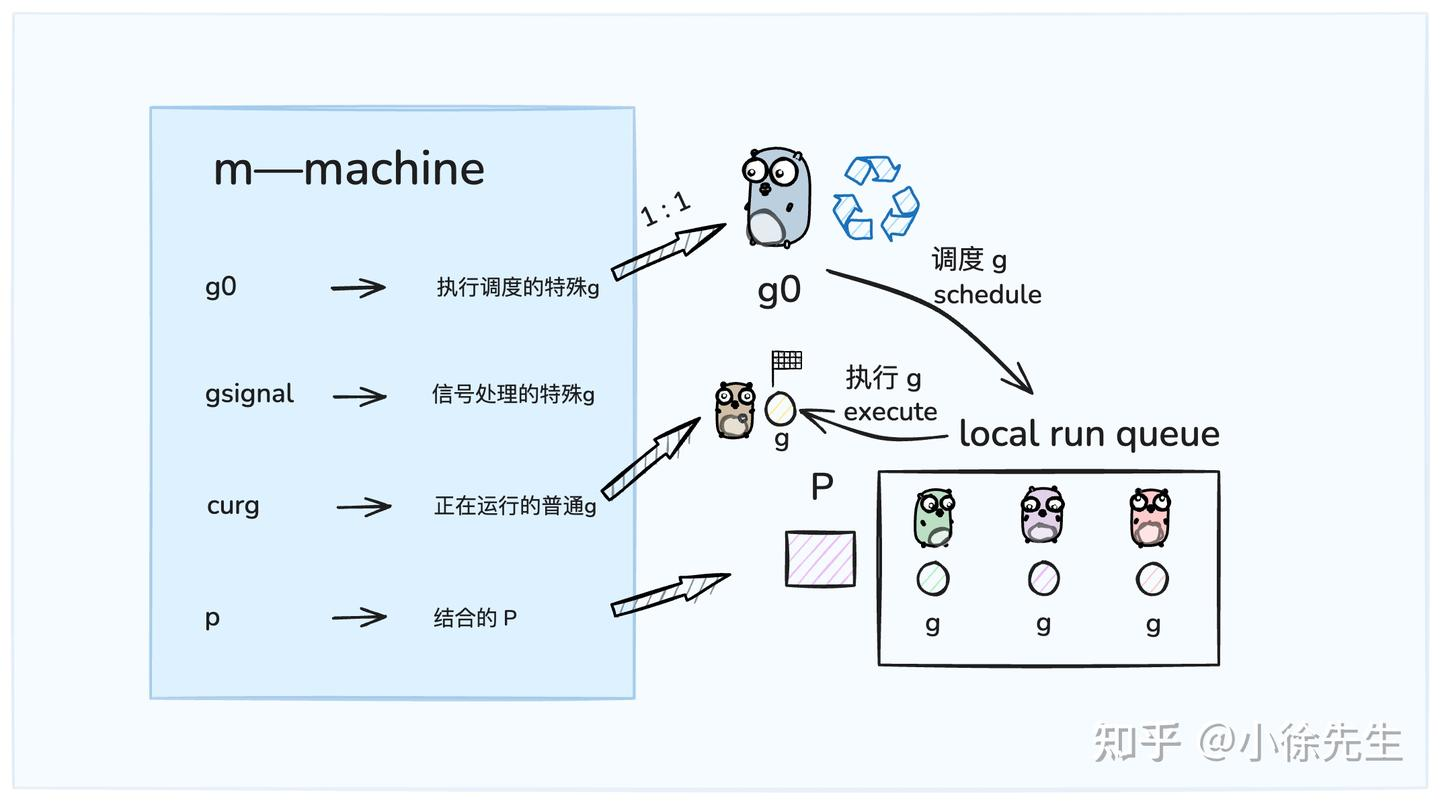 m—machine
g0 → 执行调度的特殊g
gsignal → 信号处理的特殊g
curg → 正在运行的普通g
p → 结合的 P
1 : 1
g0
调度 g
schedule
执行 g
execute
g
local run queue
P
g g g
知乎 @小徐先生